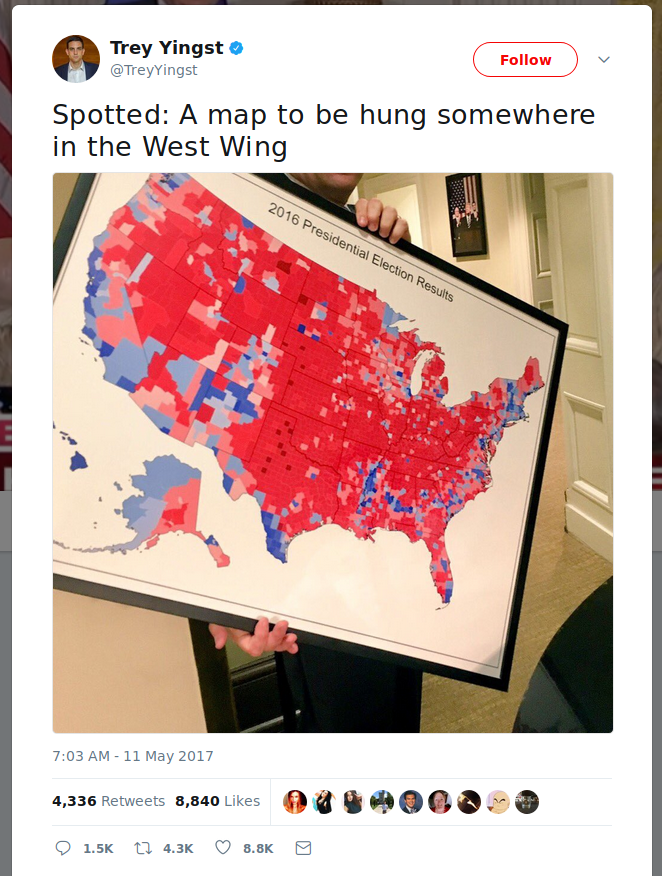 Trey Yingst
@TreyYingst
Follow
Spotted: A map to be hung somewhere
in the West Wing
2016 Presidential Election Results
7:03 AM - 11 May 2017
4,336 Retweets 8,840 Likes
1.5K 4.3K 8.8K